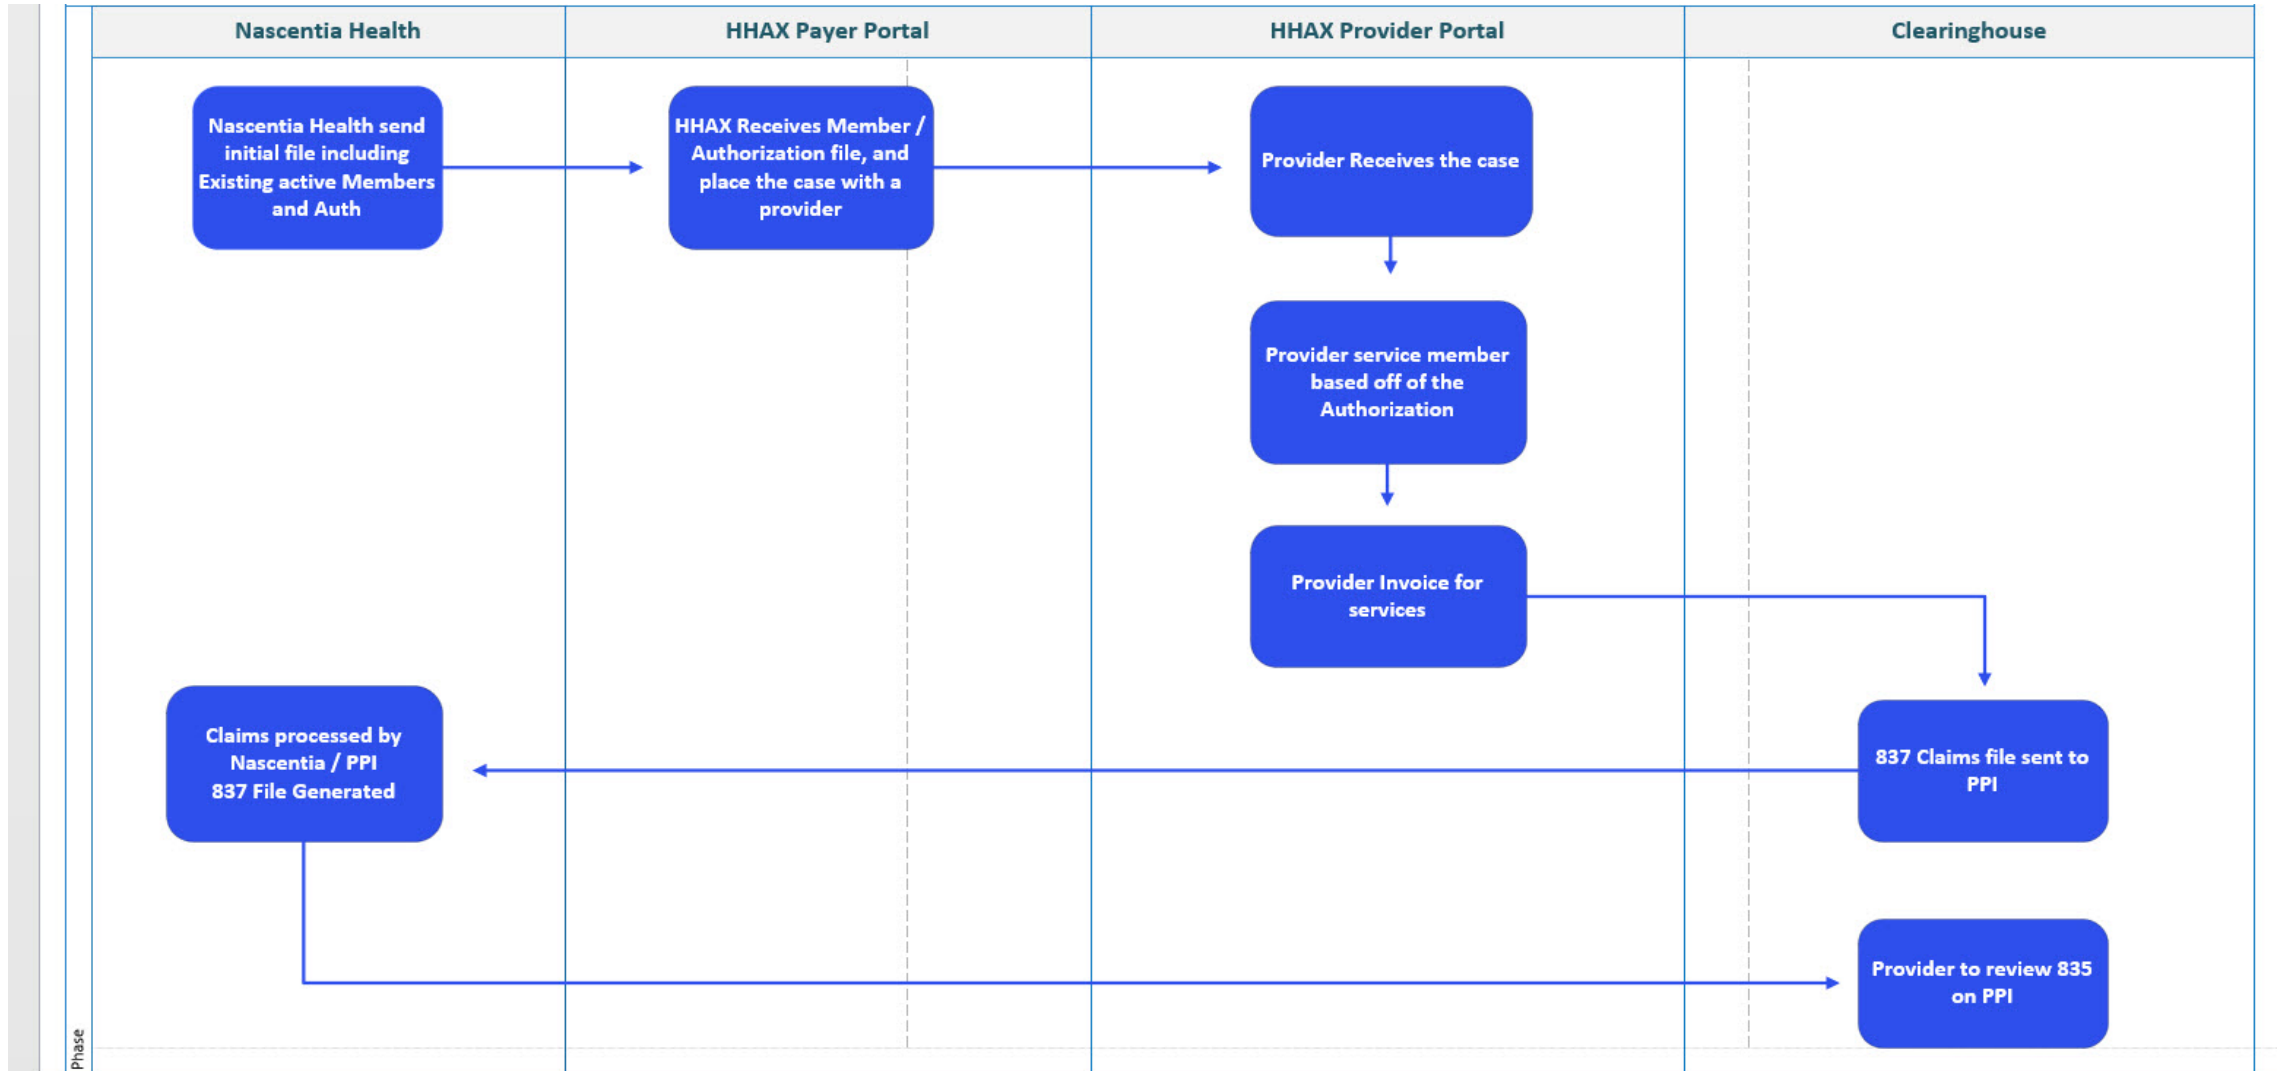 Nascentia Health
HHAX Payer Portal
HHAX Provider Portal
Clearinghouse
Nascentia Health send
initial file including
Existing active Members
and Auth
HHAX Receives Member /
Authorization file, and
place the case with a
provider
Provider Receives the case
Provider service member
based off of the
Authorization
Provider Invoice for
services
Claims processed by
Nascentia / PPI
837 File Generated
837 Claims file sent to
PPI
Provider to review 835
on PPI
Phase